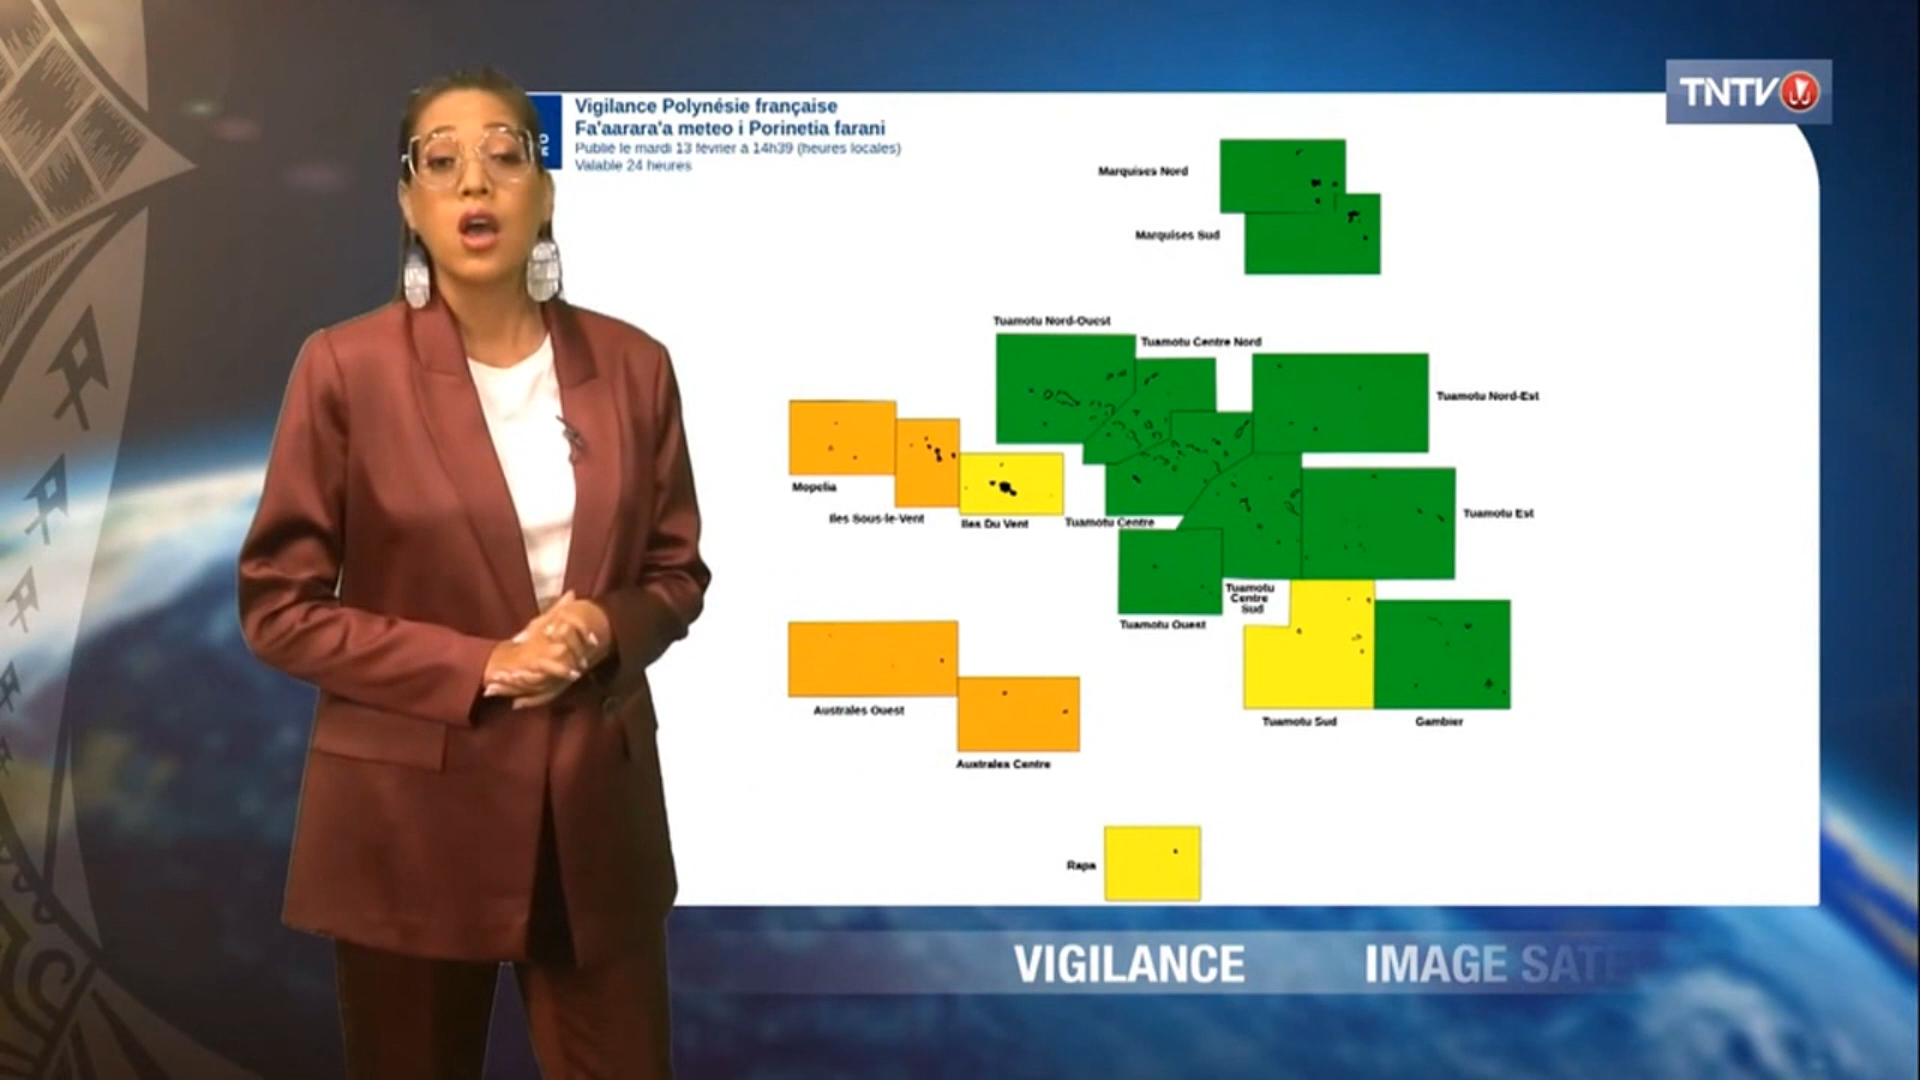 TNTV
Vigilance Polynésie française
Fa'aarara'a meteo i Porinetia farani
Publié le mardi 13 février à 14h39 (heures locales)
Valable 24 heures
Marquises Nord
Marquises Sud
Tuamotu Nord-Ouest
Tuamotu Centre Nord
Tuamotu Nord-Est
Mopelia
Iles Sous-le-Vent
Iles Du Vent
Tuamotu Centre
Tuamotu Est
Tuamotu
Centre
Sud
Tuamotu Ouest
Australes Ouest
Tuamotu Sud
Gambier
Australes Centre
Rapa
VIGILANCE
IMAGE SATE